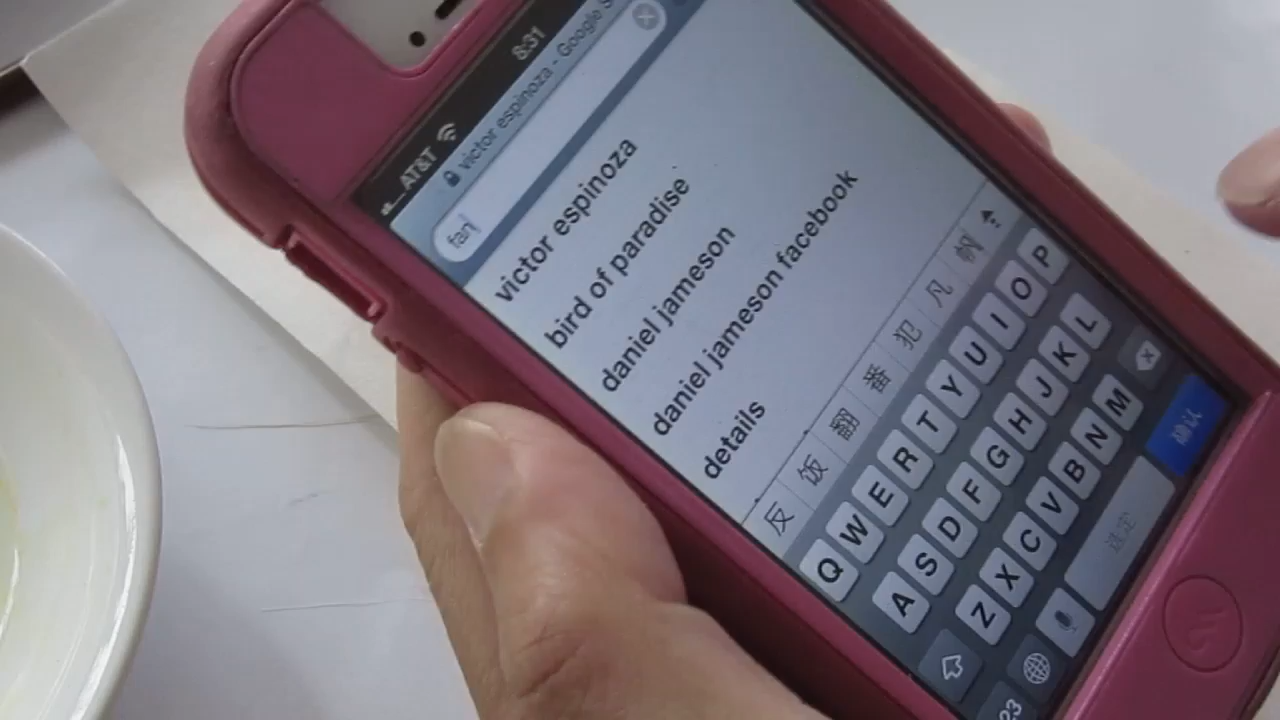 AT&T 8:31
victor espinoza - Google S
fan
victor espinoza
bird of paradise
daniel jameson
daniel jameson facebook
details
反 饭 翻 番 犯 凡 帆
Q W E R T Y U I O P
A S D F G H J K L
Z X C V B N M
23 选定 确认